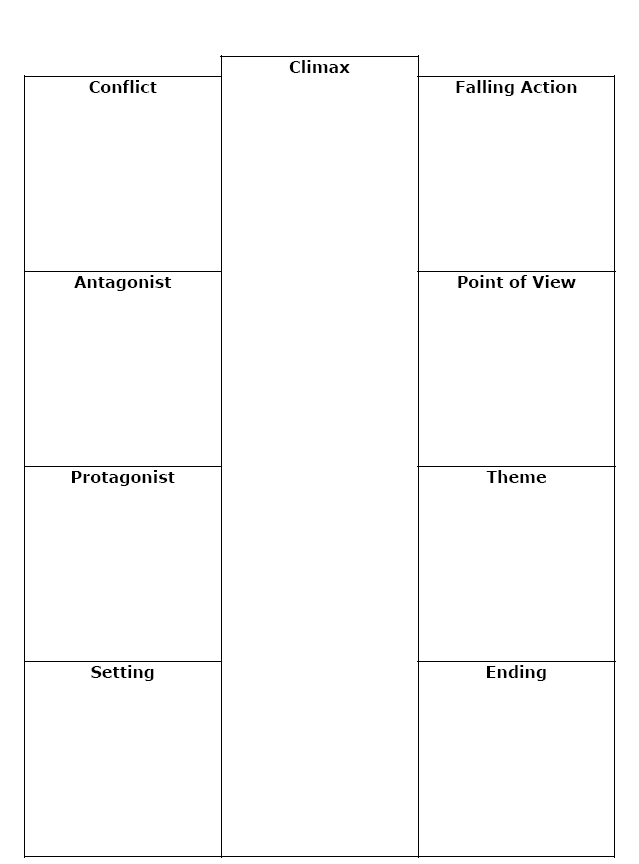 Climax
Conflict
Falling Action
Antagonist
Point of View
Protagonist
Theme
Setting
Ending